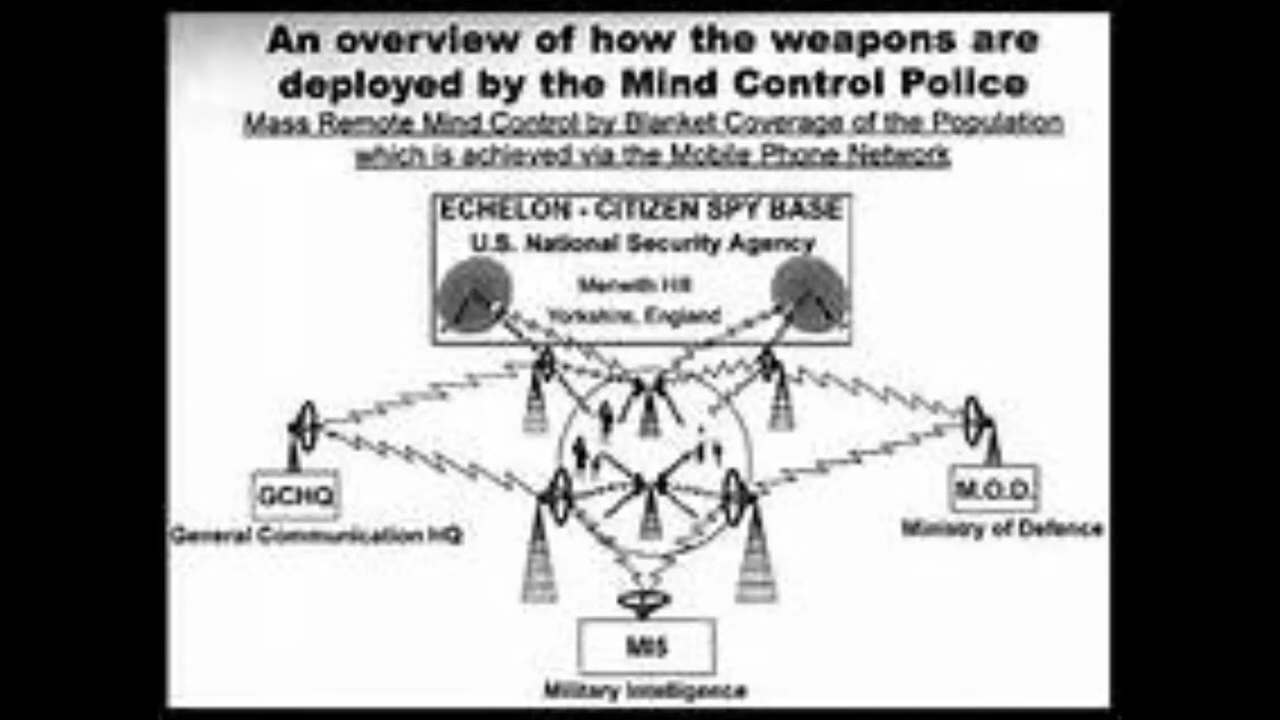 An overview of how the weapons are
deployed by the Mind Control Police
Mass Remote Mind Control by Blanket Coverage of the Population
which is achieved via the Mobile Phone Network
ECHELON - CITIZEN SPY BASE
U.S. National Security Agency
Menwith Hill
Yorkshire, England
GCHQ
General Communication HQ
M.O.D.
Ministry of Defence
MI5
Military Intelligence